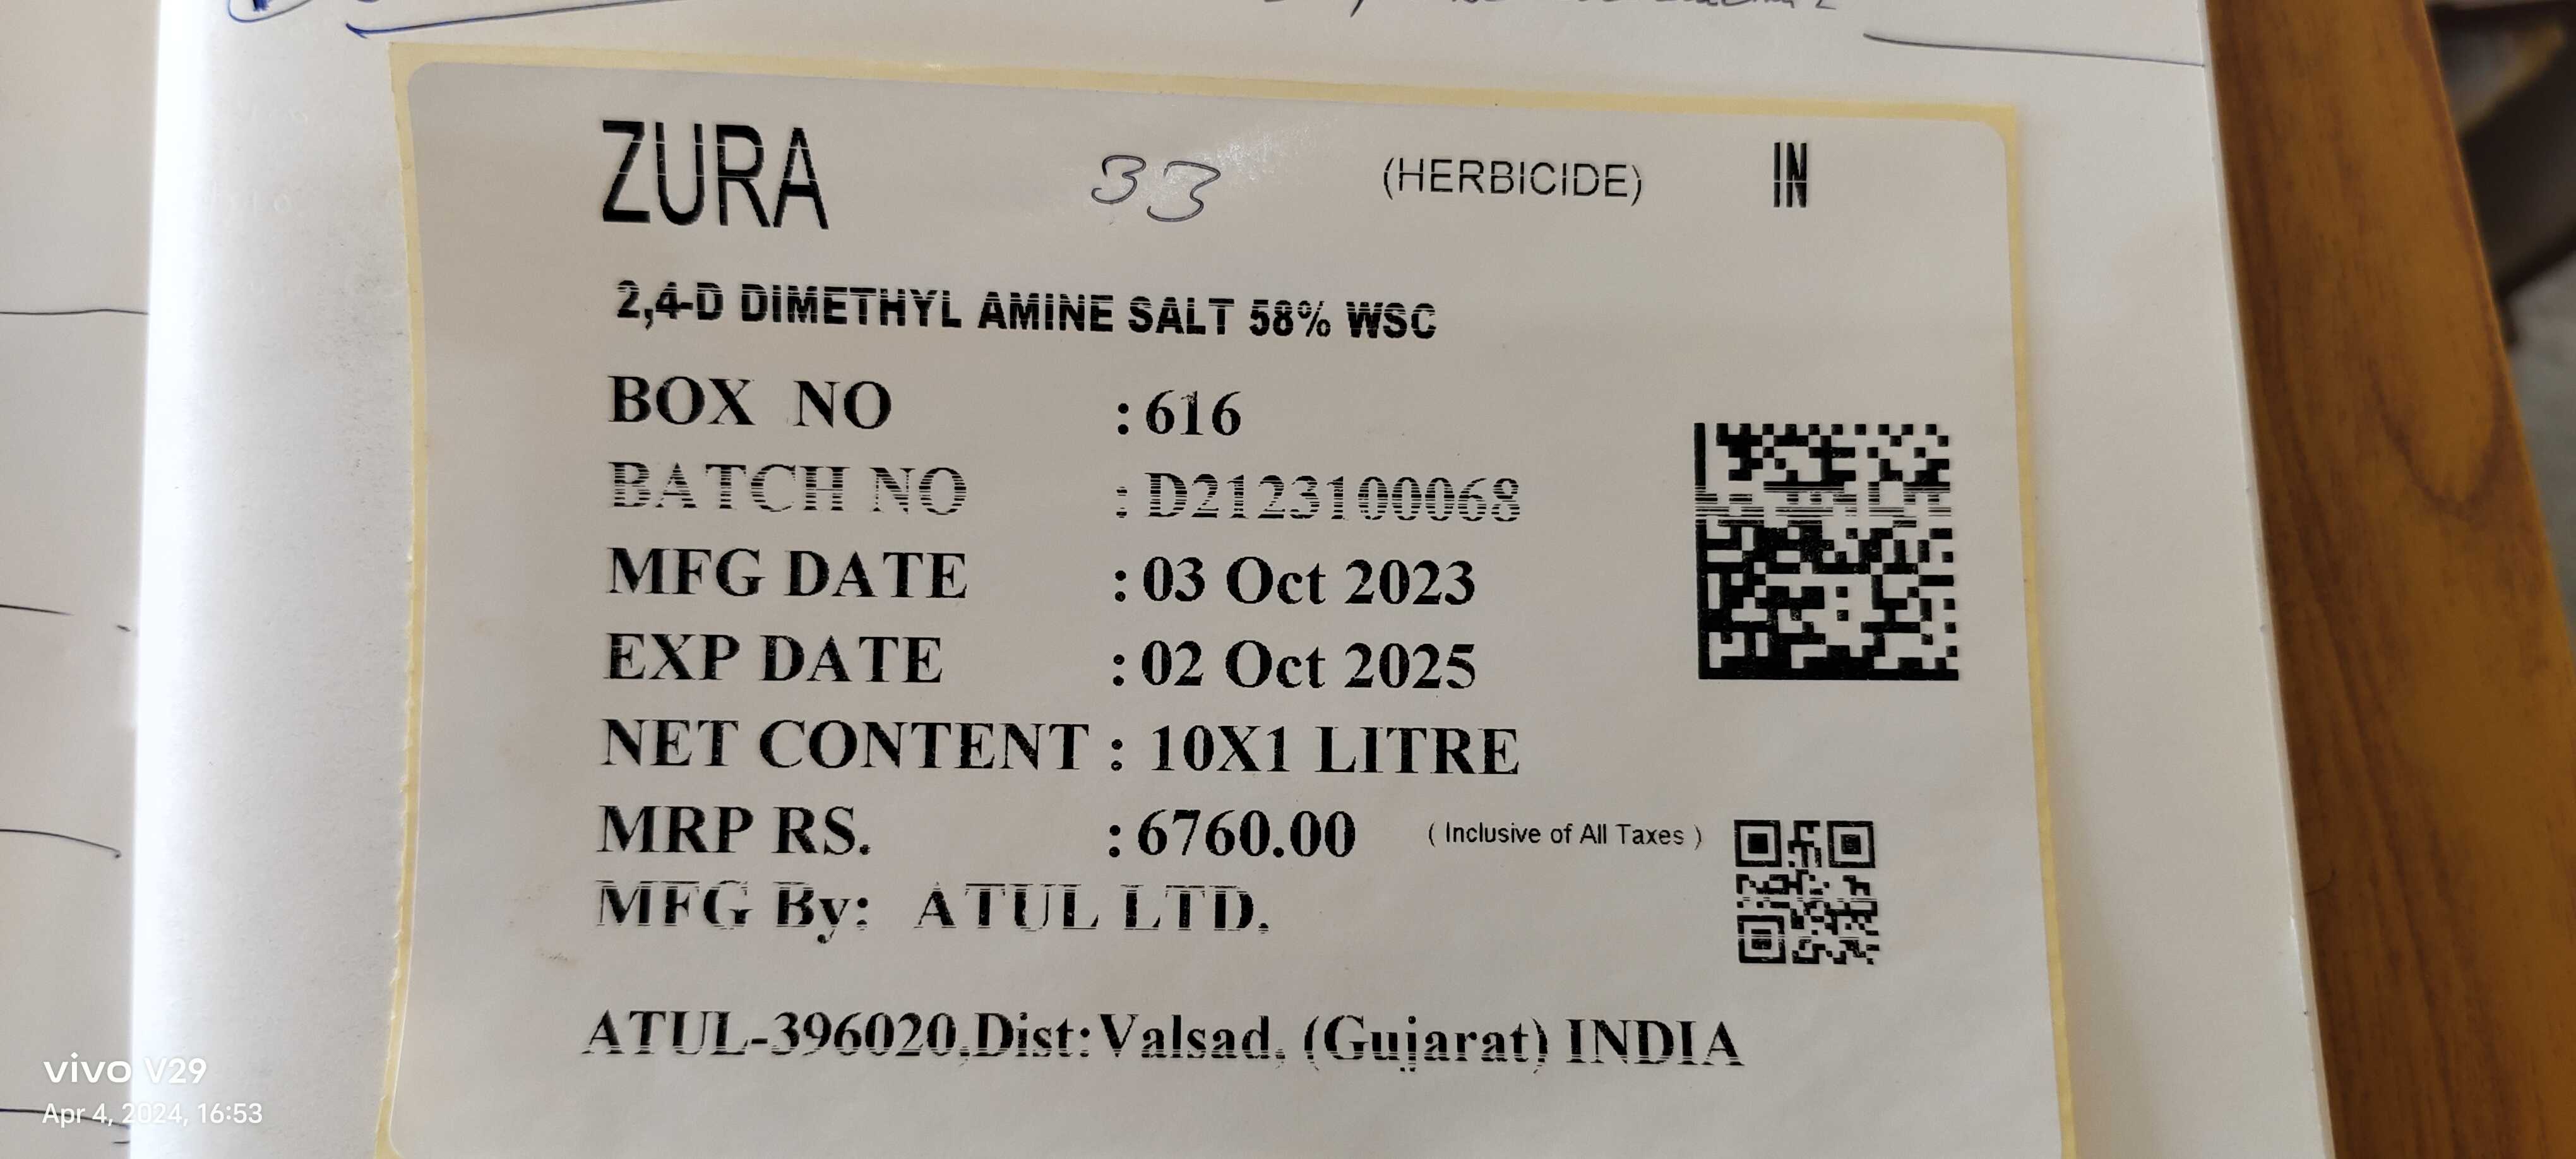 ZURA 33 (HERBICIDE) IN
2,4-D DIMETHYL AMINE SALT 58% WSC
BOX NO : 616
BATCH NO : D2123100068
MFG DATE : 03 Oct 2023
EXP DATE : 02 Oct 2025
NET CONTENT : 10X1 LITRE
MRP RS. : 6760.00 ( Inclusive of All Taxes )
MFG By: ATUL LTD.
ATUL-396020,Dist:Valsad, (Gujarat) INDIA
vivo V29
Apr 4, 2024, 16:53